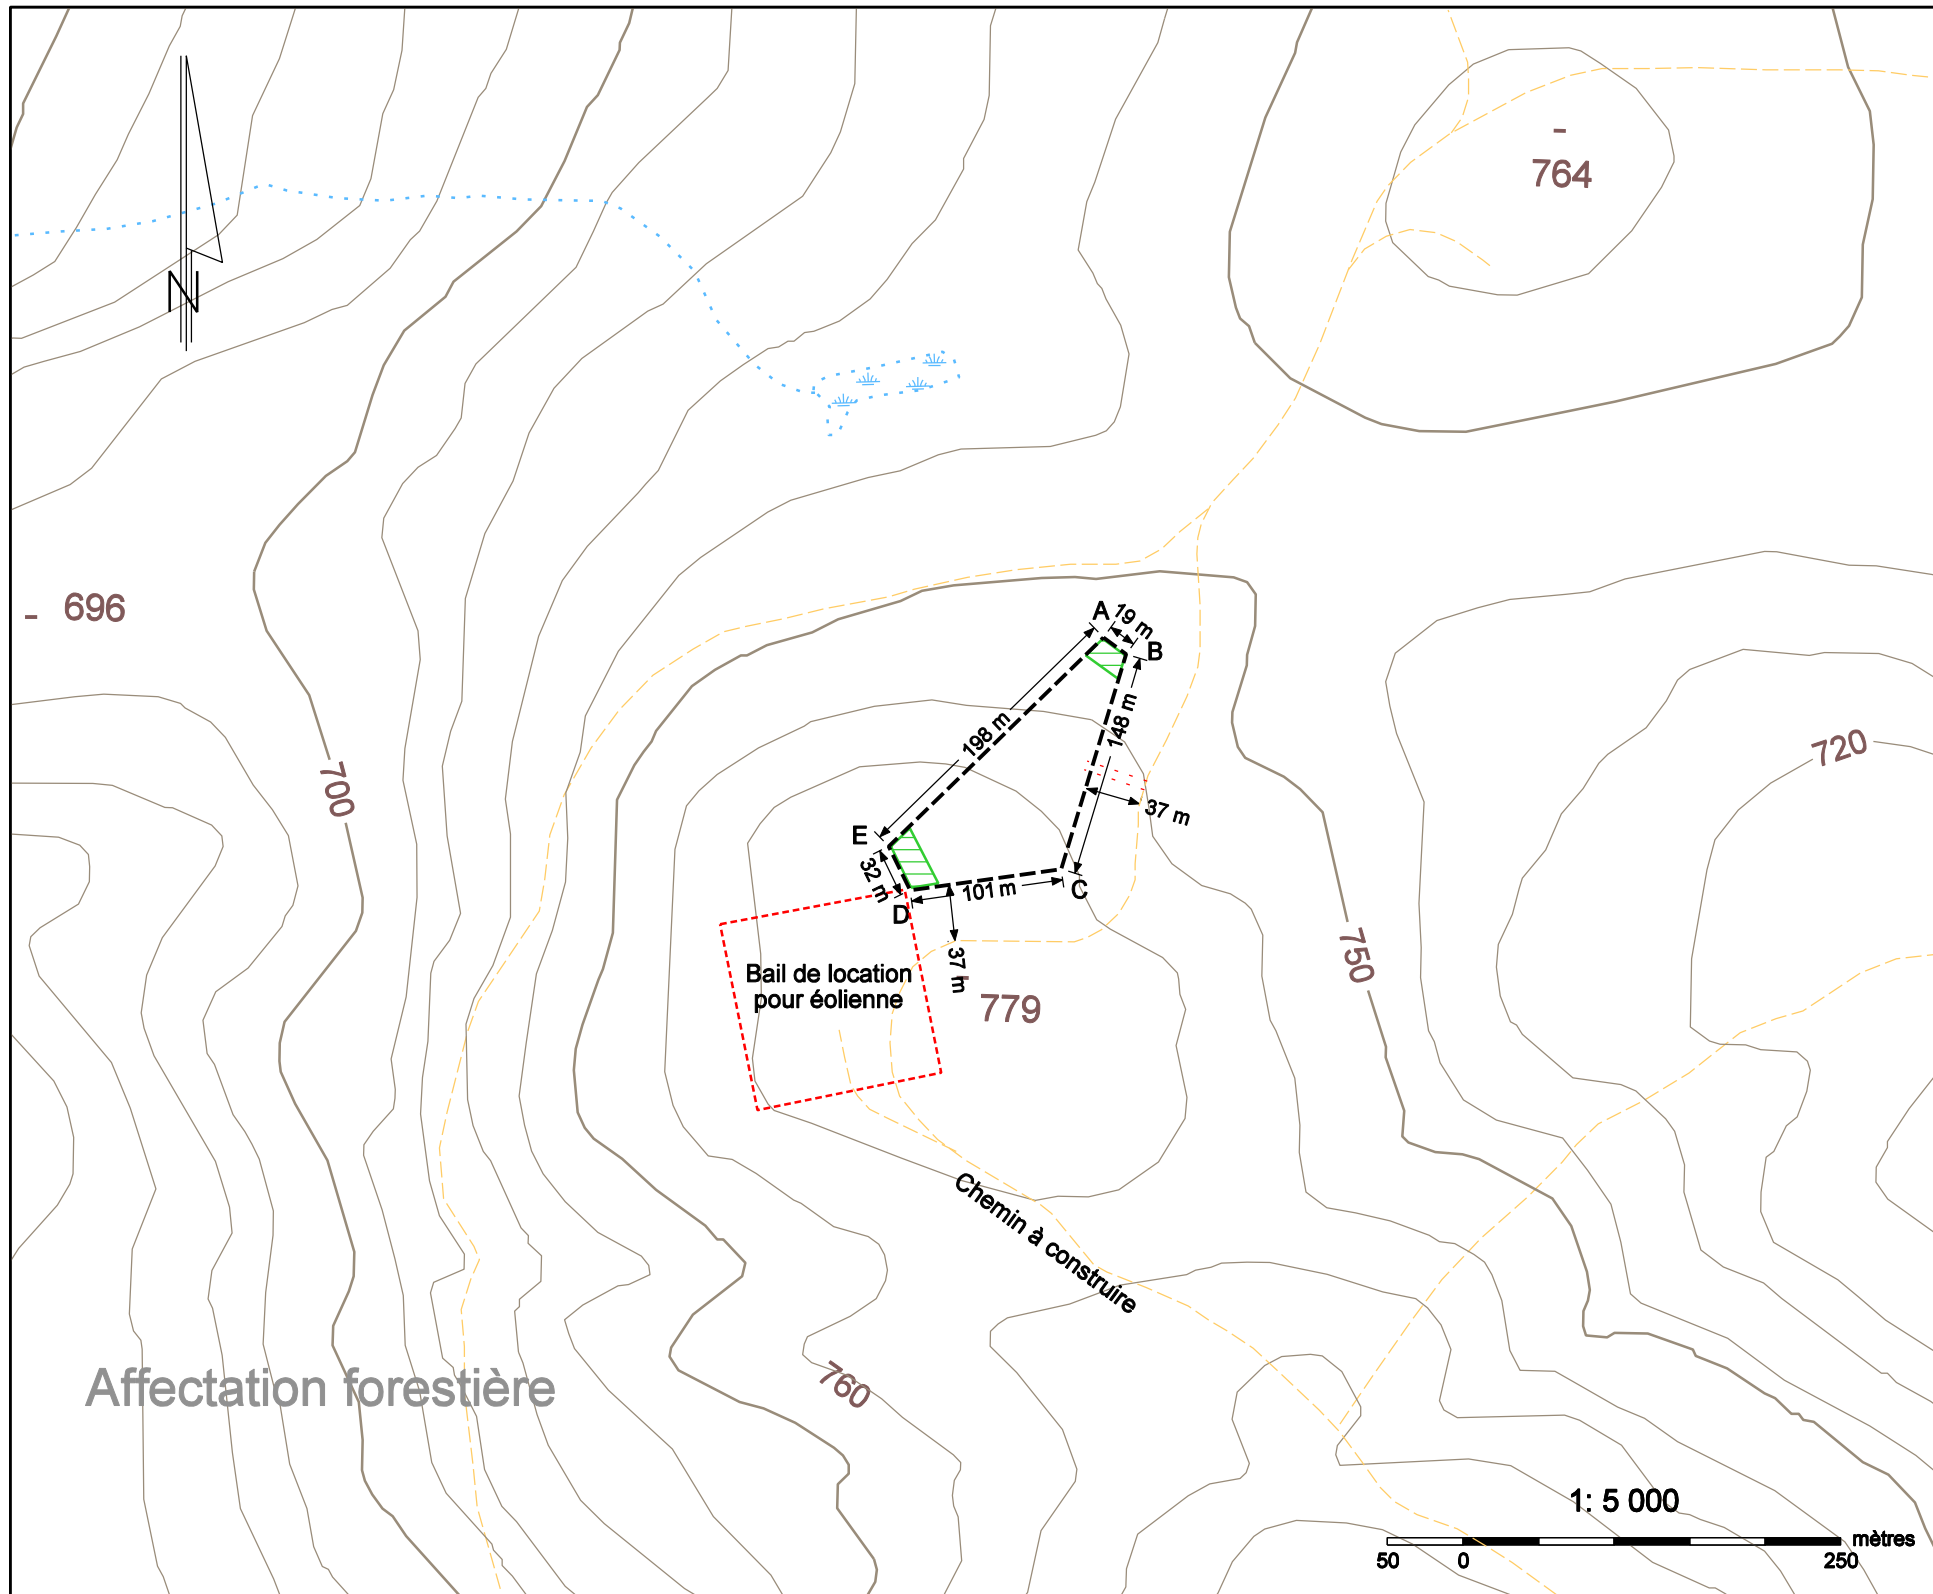 N
764
696
A
19 m
B
198 m
148 m
700
720
37 m
E
32 m
101 m
C
D
750
Bail de location
pour éolienne
37 m
779
Chemin à construire
Affectation forestière
760
1: 5 000
mètres
50
0
250